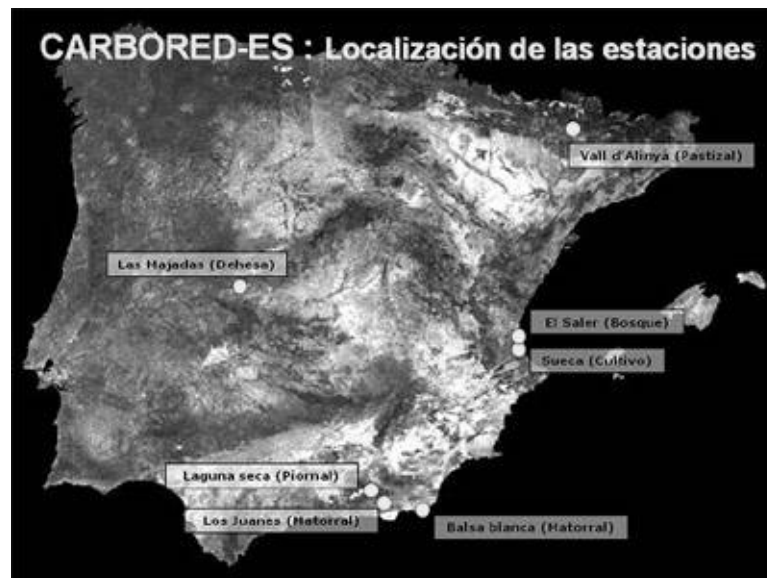 CARBORED-ES : Localización de las estaciones
Vall d'Alinyà (Pastizal)
Las Majadas (Dehesa)
El Saler (Bosque)
Sueca (Cultivo)
Laguna seca (Piornal)
Los Juanes (Matorral)
Balsa blanca (Matorral)